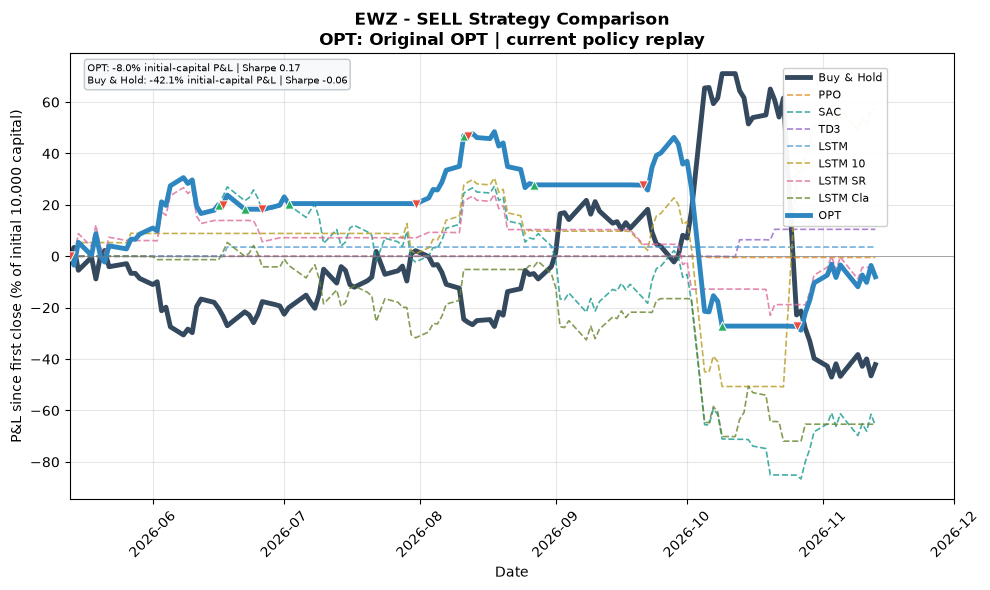 EWZ - SELL Strategy Comparison
OPT: Original OPT | current policy replay
OPT: -8.0% initial-capital P&L | Sharpe 0.17
Buy & Hold: -42.1% initial-capital P&L | Sharpe -0.06
Buy & Hold
PPO
SAC
TD3
LSTM
LSTM 10
LSTM SR
LSTM Cla
OPT
P&L since first close (% of initial 10,000 capital)
60
40
20
0
−20
−40
−60
−80
2026-06
2026-07
2026-08
2026-09
2026-10
2026-11
2026-12
Date